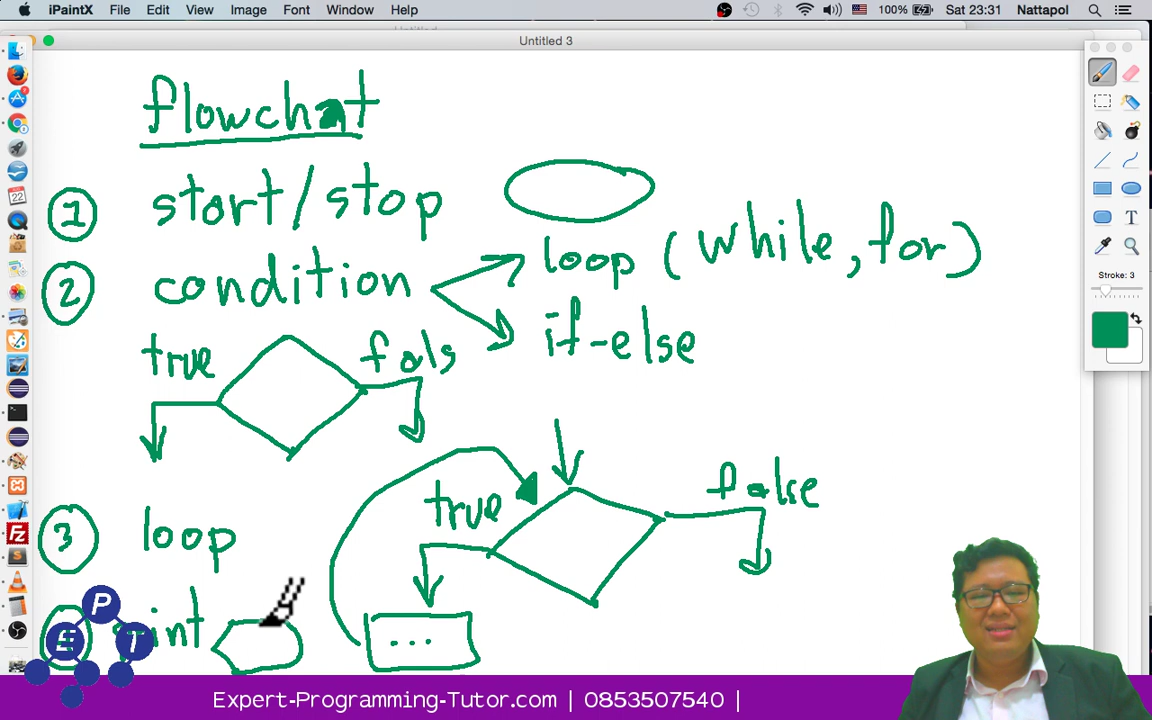 iPaintX File Edit View Image Font Window Help 100% Sat 23:31 Nattapol
Untitled 3
flowchat
start/stop
1
loop (while, for)
2 condition
if-else
true fals
true false
3 loop
Stroke: 3
22
P
E T
Expert-Programming-Tutor.com | 0853507540 |